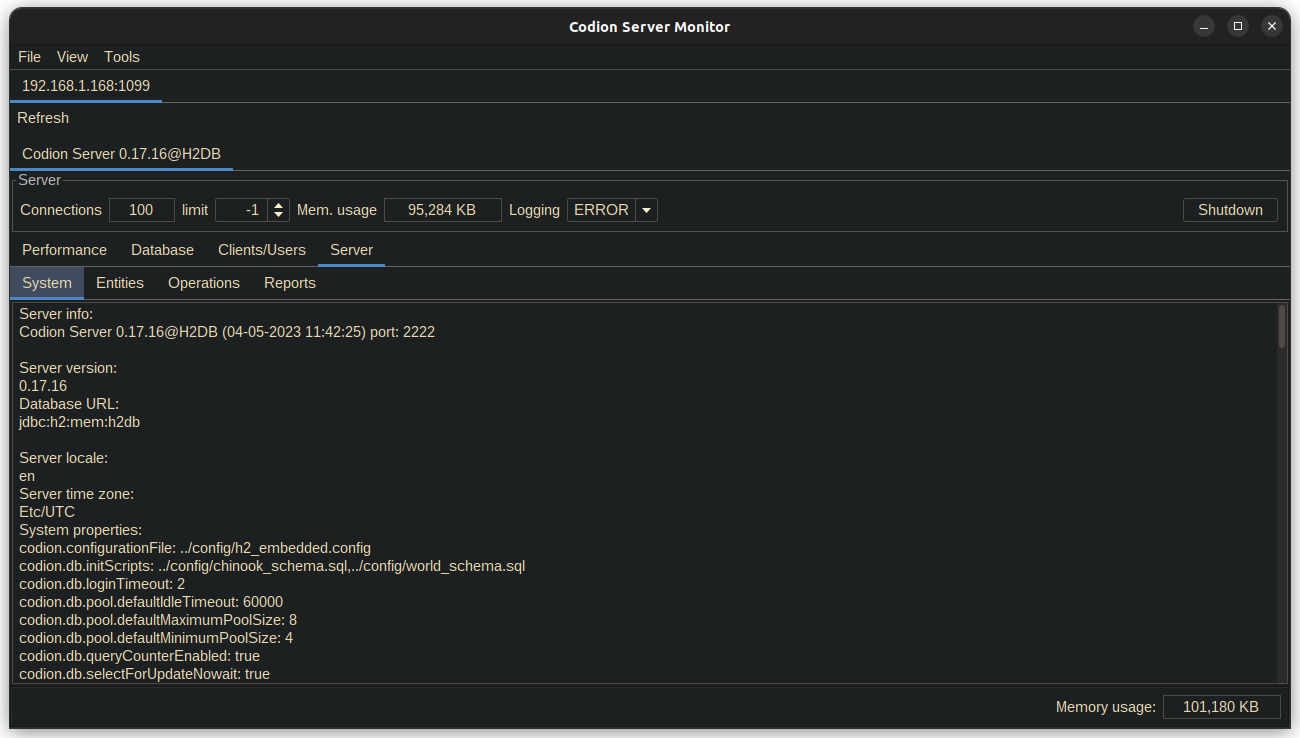 Codion Server Monitor
File View Tools
192.168.1.168:1099
Refresh
Codion Server 0.17.16@H2DB
Server
Connections 100 limit -1 Mem. usage 95,284 KB Logging ERROR Shutdown
Performance Database Clients/Users Server
System Entities Operations Reports
Server info:
Codion Server 0.17.16@H2DB (04-05-2023 11:42:25) port: 2222
Server version:
0.17.16
Database URL:
jdbc:h2:mem:h2db
Server locale:
en
Server time zone:
Etc/UTC
System properties:
codion.configurationFile: ../config/h2_embedded.config
codion.db.initScripts: ../config/chinook_schema.sql,../config/world_schema.sql
codion.db.loginTimeout: 2
codion.db.pool.defaultIdleTimeout: 60000
codion.db.pool.defaultMaximumPoolSize: 8
codion.db.pool.defaultMinimumPoolSize: 4
codion.db.queryCounterEnabled: true
codion.db.selectForUpdateNowait: true
Memory usage: 101,180 KB